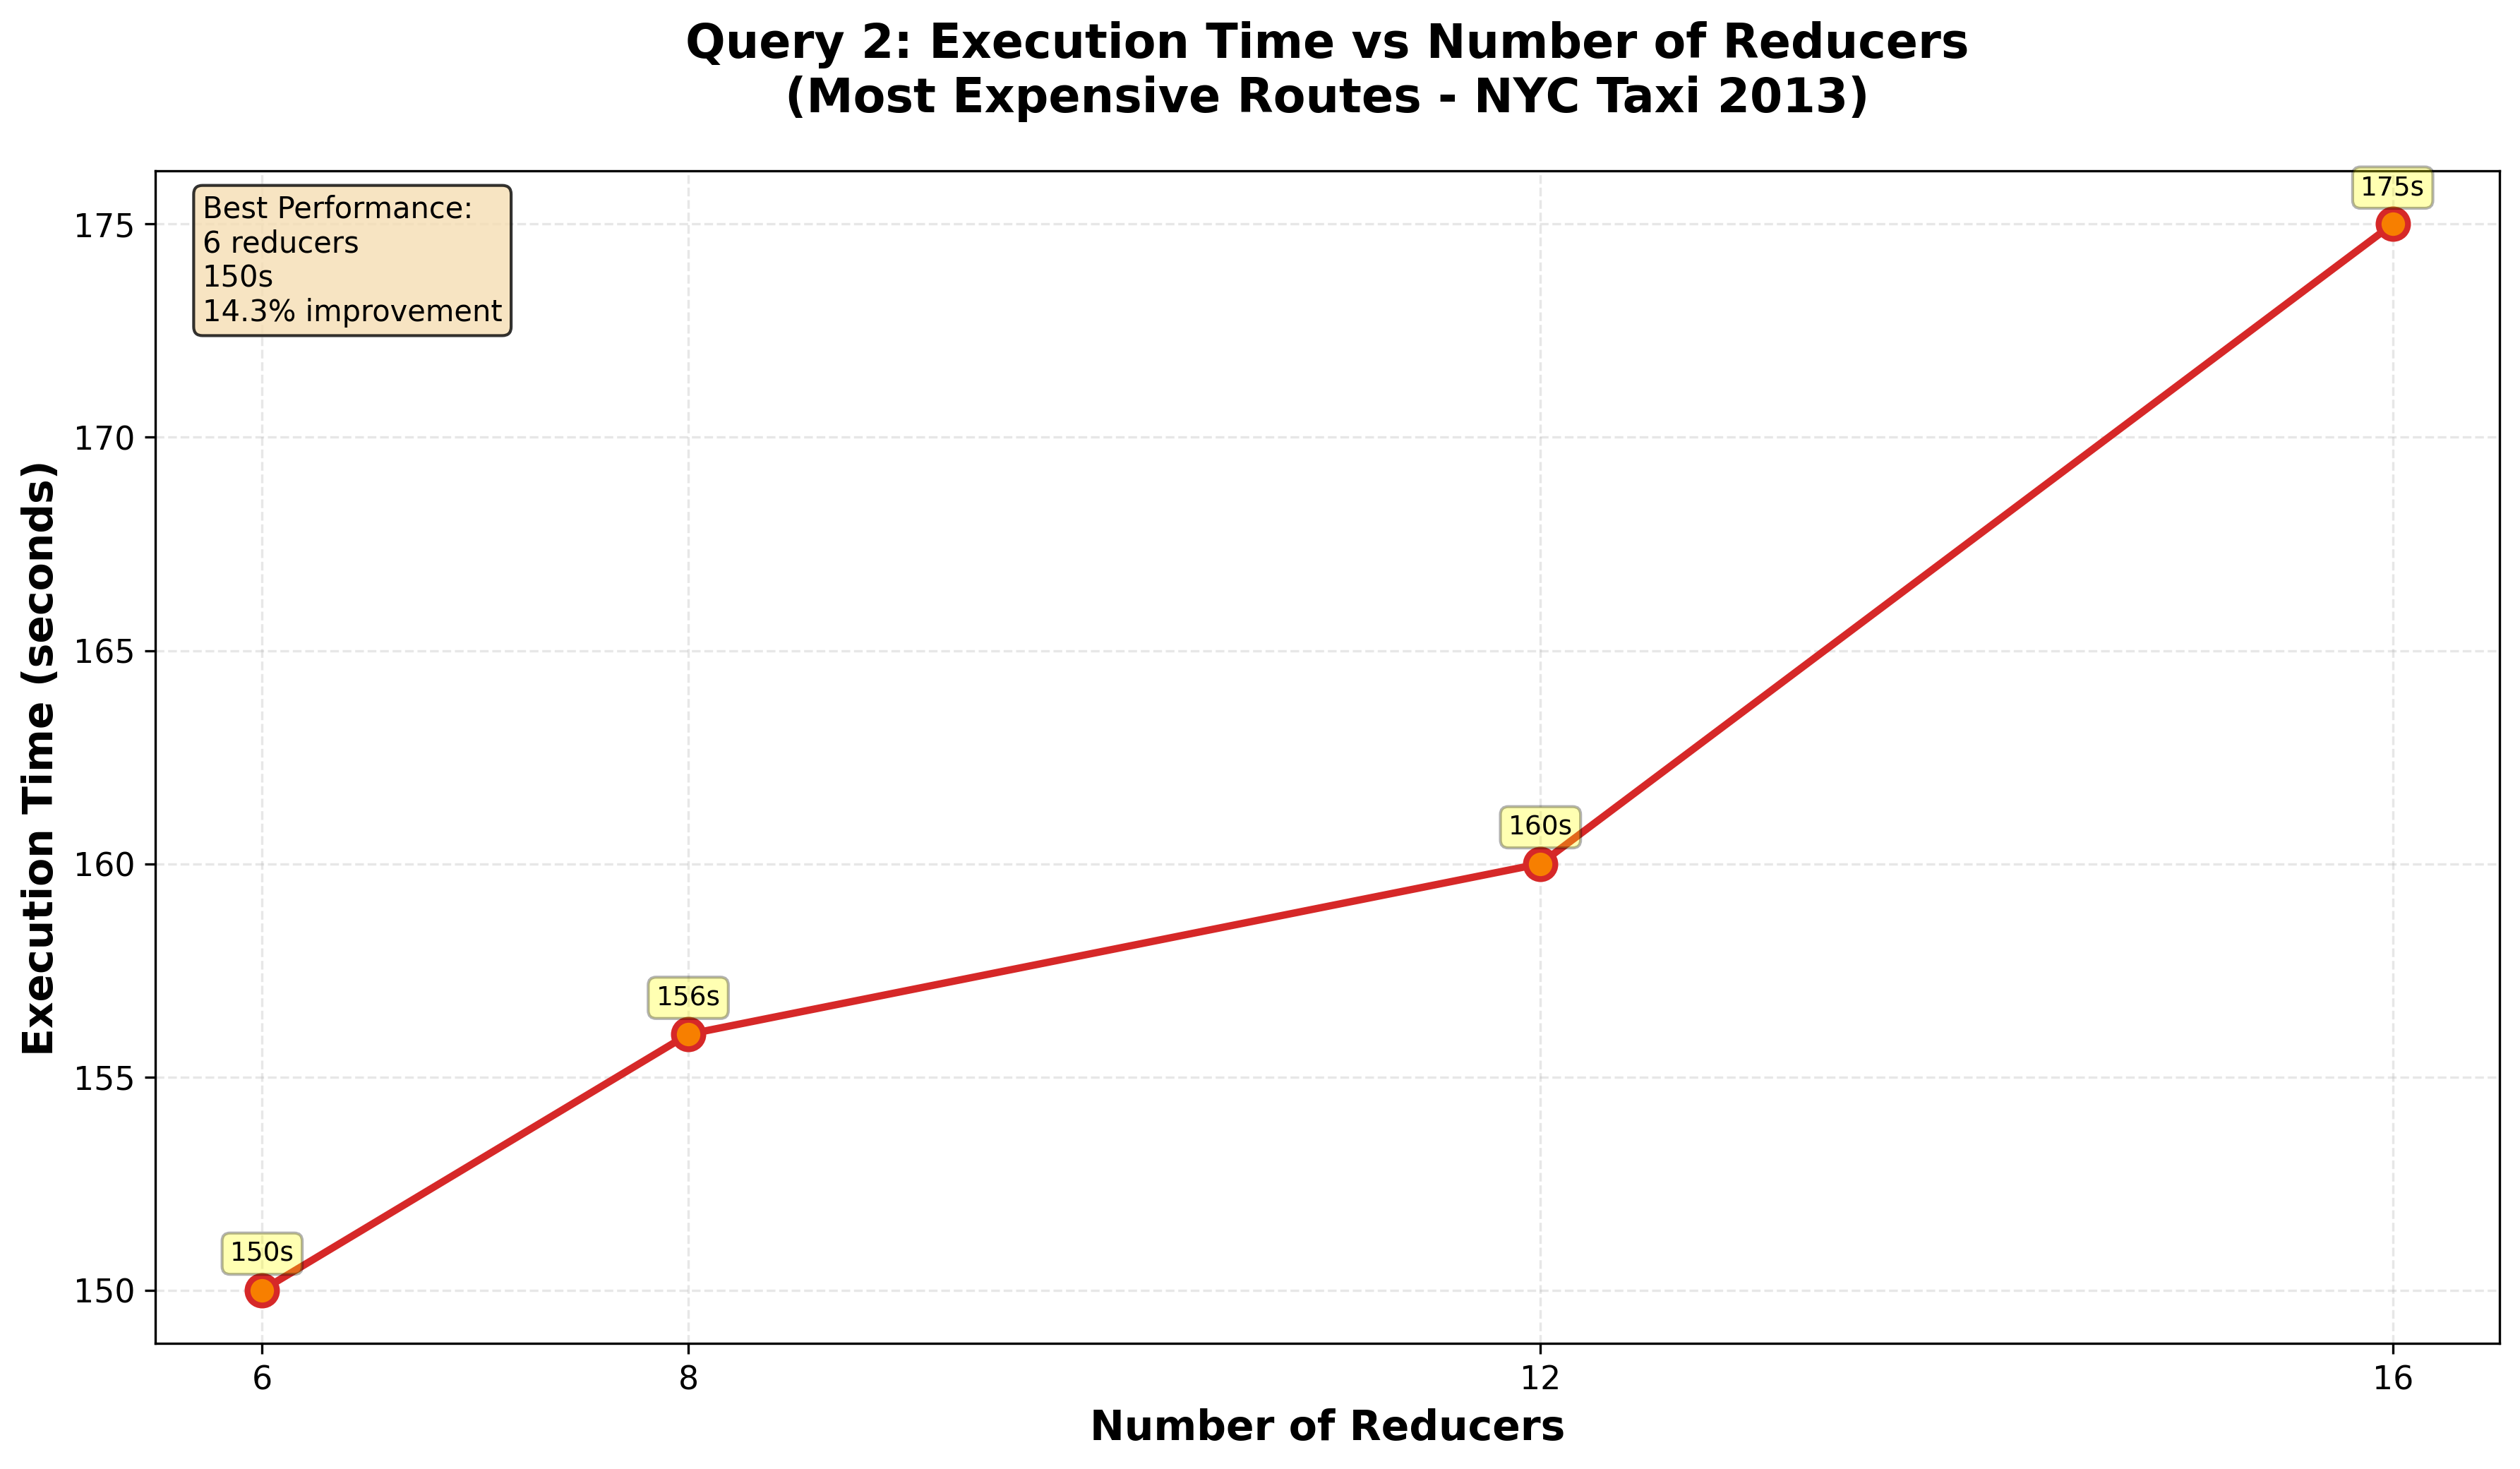 Query 2: Execution Time vs Number of Reducers
(Most Expensive Routes - NYC Taxi 2013)
Best Performance:
6 reducers
150s
14.3% improvement
175s
160s
156s
150s
175
170
165
160
155
150
Execution Time (seconds)
6
8
12
16
Number of Reducers